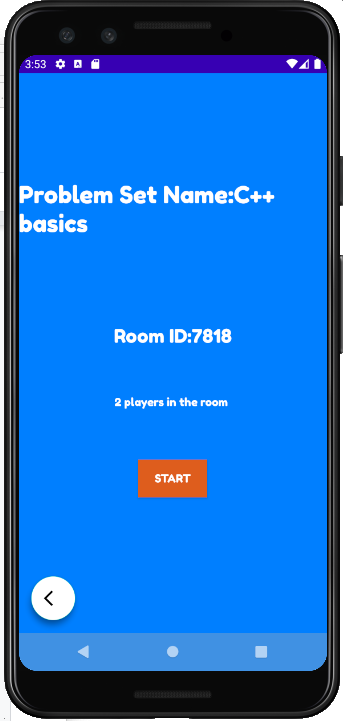 3:53
Problem Set Name:C++
basics
Room ID:7818
2 players in the room
START